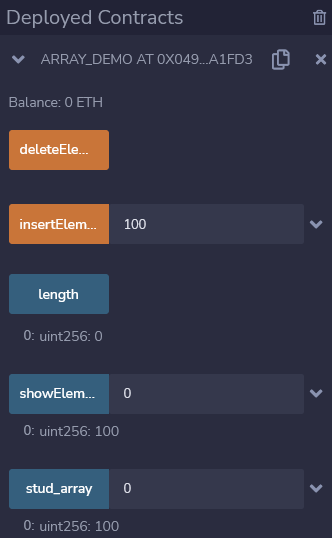 Deployed Contracts
ARRAY_DEMO AT 0X049...A1FD3
Balance: 0 ETH
deleteEle...
insertElem... 100
length
0: uint256: 0
showElem... 0
0: uint256: 100
stud_array 0
0: uint256: 100